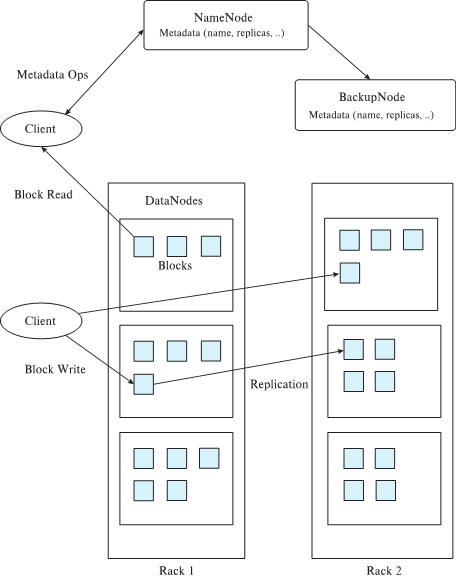 NameNode
Metadata (name, replicas, ..)
Metadata Ops
BackupNode
Metadata (name, replicas, ..)
Client
Block Read
DataNodes
Blocks
Client
Block Write
Replication
Rack 1
Rack 2